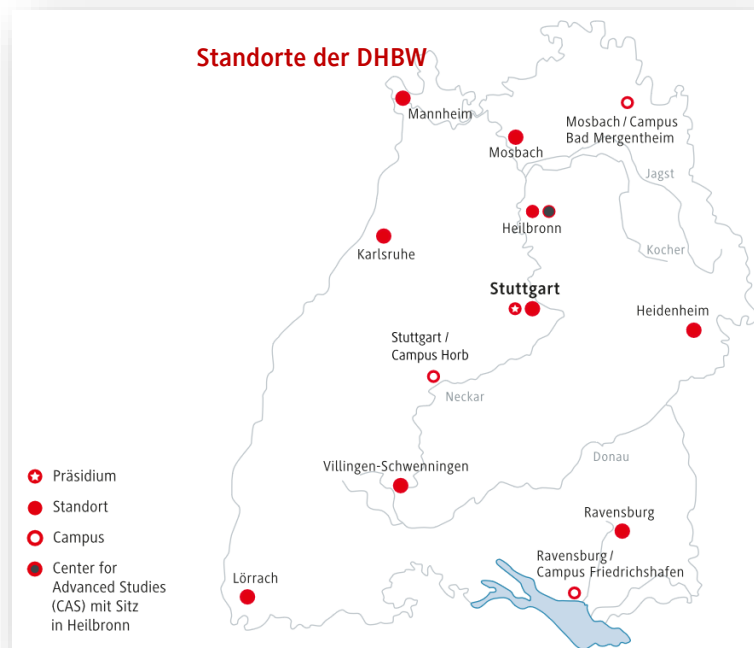 Standorte der DHBW
Mannheim
Mosbach / Campus
Bad Mergentheim
Mosbach
Jagst
Heilbronn
Kocher
Karlsruhe
Stuttgart
Heidenheim
Stuttgart /
Campus Horb
Neckar
Villingen-Schwenningen
Donau
Ravensburg
Ravensburg /
Campus Friedrichshafen
Lörrach
Präsidium
Standort
Campus
Center for
Advanced Studies
(CAS) mit Sitz
in Heilbronn